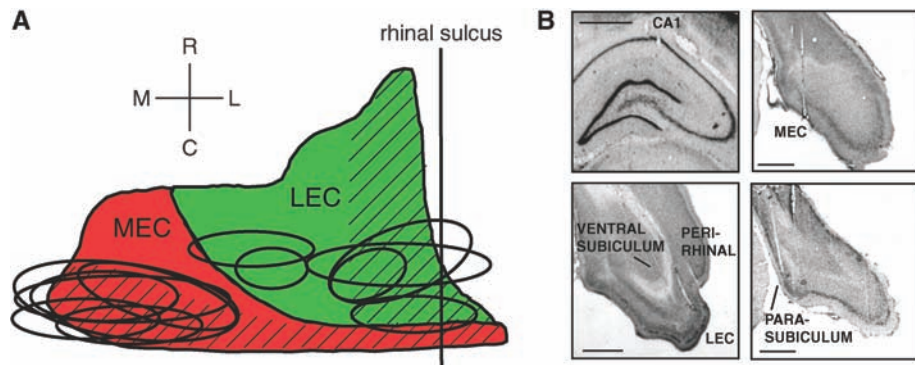 A
rhinal sulcus
R
M
L
C
MEC
LEC
B
CA1
MEC
VENTRAL
SUBICULUM
PERI-
RHINAL
LEC
PARA-
SUBICULUM